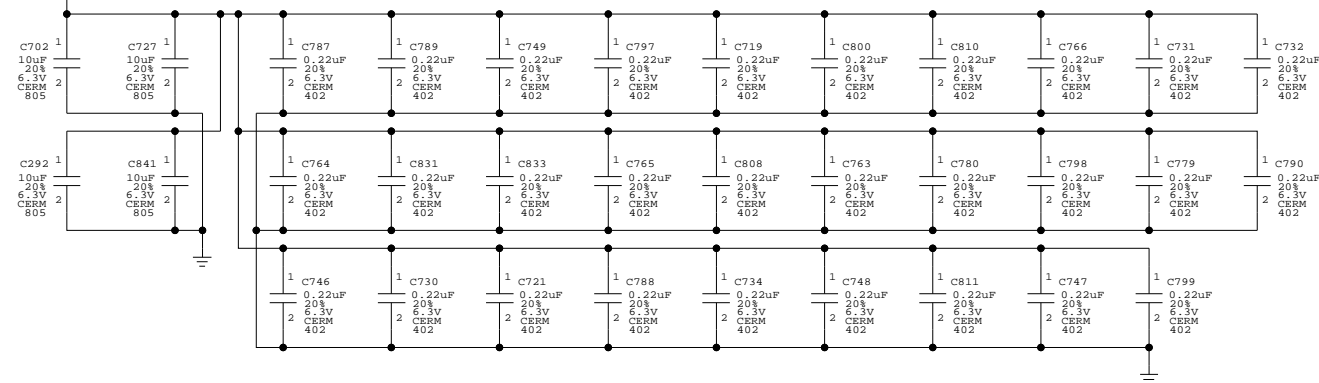 C702 1
10uF
20%
6.3V
CERM 2
805
C727 1
10uF
20%
6.3V
CERM 2
805
1 C787
0.22uF
20%
2 6.3V
CERM
402
1 C789
0.22uF
20%
2 6.3V
CERM
402
1 C749
0.22uF
20%
2 6.3V
CERM
402
1 C797
0.22uF
20%
2 6.3V
CERM
402
1 C719
0.22uF
20%
2 6.3V
CERM
402
1 C800
0.22uF
20%
2 6.3V
CERM
402
1 C810
0.22uF
20%
2 6.3V
CERM
402
1 C766
0.22uF
20%
2 6.3V
CERM
402
1 C731
0.22uF
20%
2 6.3V
CERM
402
1 C732
0.22uF
20%
2 6.3V
CERM
402
C292 1
10uF
20%
6.3V
CERM 2
805
C841 1
10uF
20%
6.3V
CERM 2
805
1 C764
0.22uF
20%
6.3V
2 CERM
402
1 C831
0.22uF
20%
6.3V
2 CERM
402
1 C833
0.22uF
20%
6.3V
2 CERM
402
1 C765
0.22uF
20%
6.3V
2 CERM
402
1 C808
0.22uF
20%
6.3V
2 CERM
402
1 C763
0.22uF
20%
6.3V
2 CERM
402
1 C780
0.22uF
20%
6.3V
2 CERM
402
1 C798
0.22uF
20%
6.3V
2 CERM
402
1 C779
0.22uF
20%
6.3V
2 CERM
402
1 C790
0.22uF
20%
6.3V
2 CERM
402
1 C746
0.22uF
20%
6.3V
2 CERM
402
1 C730
0.22uF
20%
6.3V
2 CERM
402
1 C721
0.22uF
20%
6.3V
2 CERM
402
1 C788
0.22uF
20%
6.3V
2 CERM
402
1 C734
0.22uF
20%
6.3V
2 CERM
402
1 C748
0.22uF
20%
6.3V
2 CERM
402
1 C811
0.22uF
20%
6.3V
2 CERM
402
1 C747
0.22uF
20%
6.3V
2 CERM
402
1 C799
0.22uF
20%
6.3V
2 CERM
402